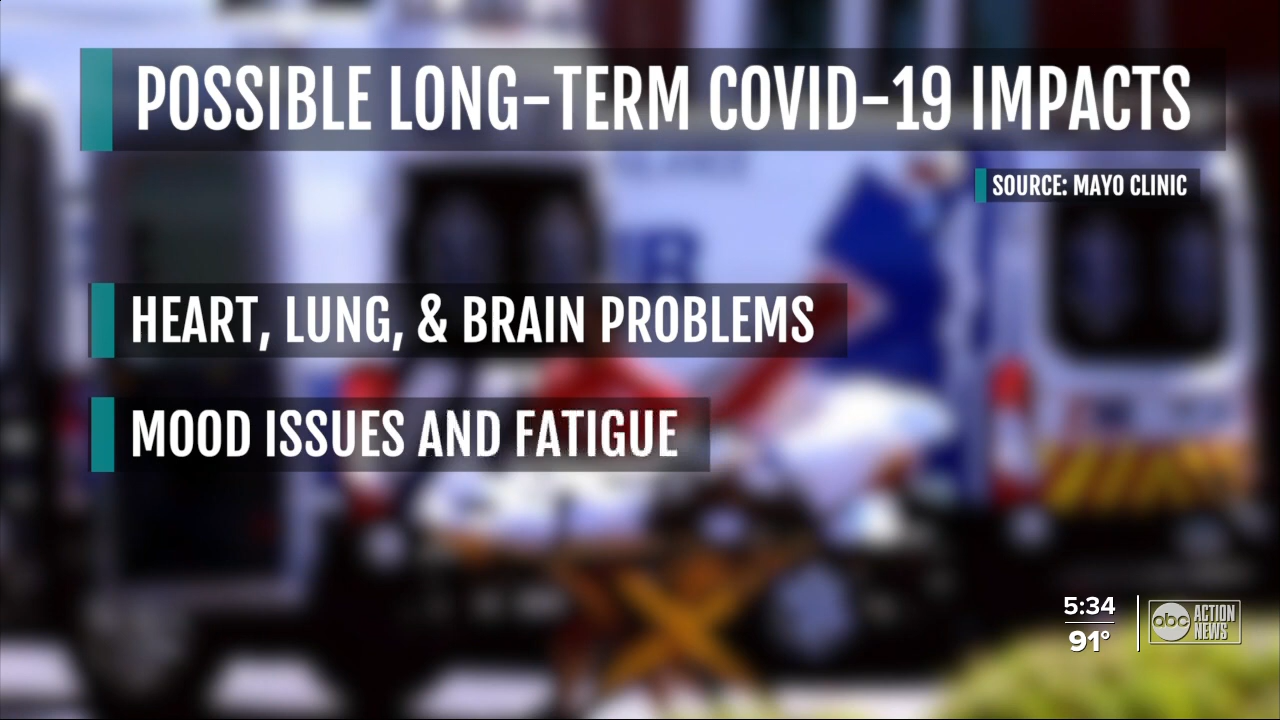 POSSIBLE LONG-TERM COVID-19 IMPACTS
SOURCE: MAYO CLINIC
HEART, LUNG, & BRAIN PROBLEMS
MOOD ISSUES AND FATIGUE
5:34
91°
abc ACTION NEWS